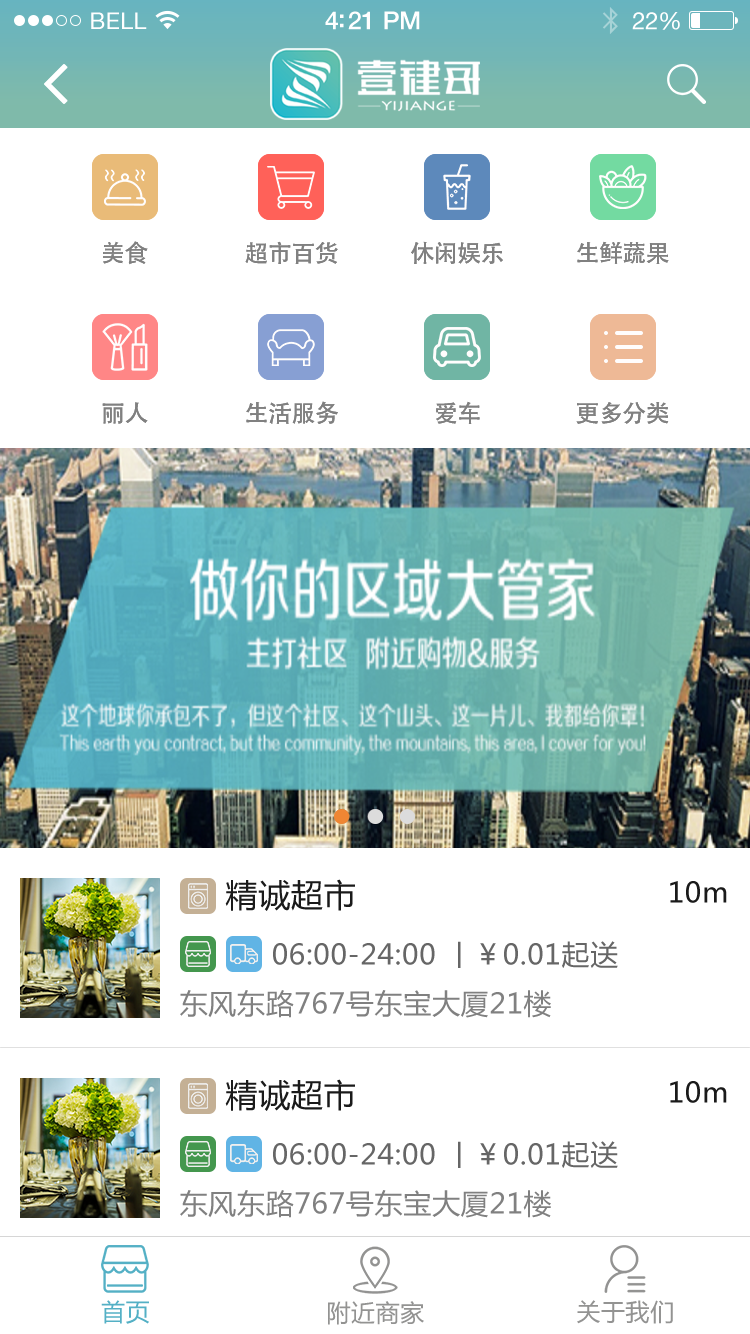 BELL 4:21 PM 22%
壹建哥
YIJIANGE
美食 超市百货 休闲娱乐 生鲜蔬果
丽人 生活服务 爱车 更多分类
做你的区域大管家
主打社区 附近购物&服务
这个地球你承包不了，但这个社区、这个山头、这一片儿、我都给你罩!
This earth you contract, but the community, the mountains, this area, I cover for you!
精诚超市 10m
06:00-24:00 | ¥0.01起送
东风东路767号东宝大厦21楼
精诚超市 10m
06:00-24:00 | ¥0.01起送
东风东路767号东宝大厦21楼
首页 附近商家 关于我们